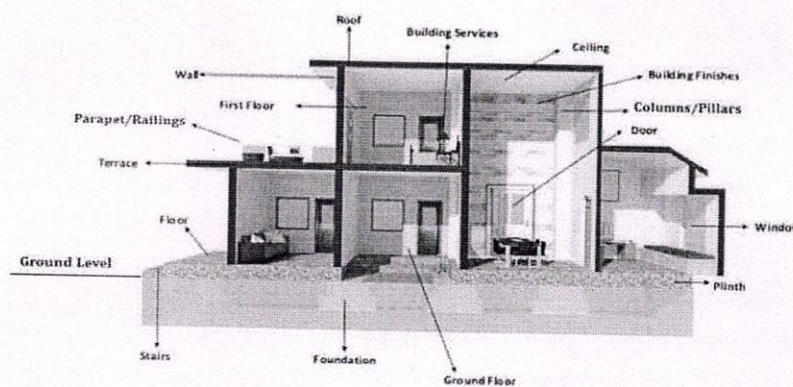 Roof
Building Services
Ceiling
Wall
Building Finishes
First Floor
Columns/Pillars
Parapet/Railings
Door
Terrace
Floor
Window
Ground Level
Plinth
Stairs
Foundation
Ground Floor